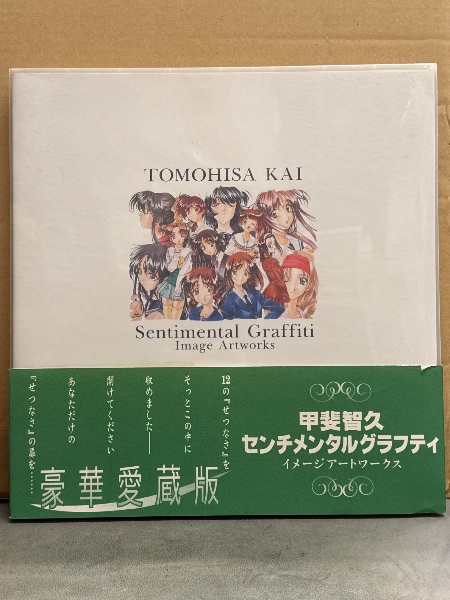 TOMOHISA KAI
Sentimental Graffiti
Image Artworks
甲斐智久
センチメンタルグラフティ
イメージアートワークス
12の『せつなさ』を
そっとこの中に
収めました――
開けてください
あなただけの
『せつなさ』の扉を……
豪華愛蔵版